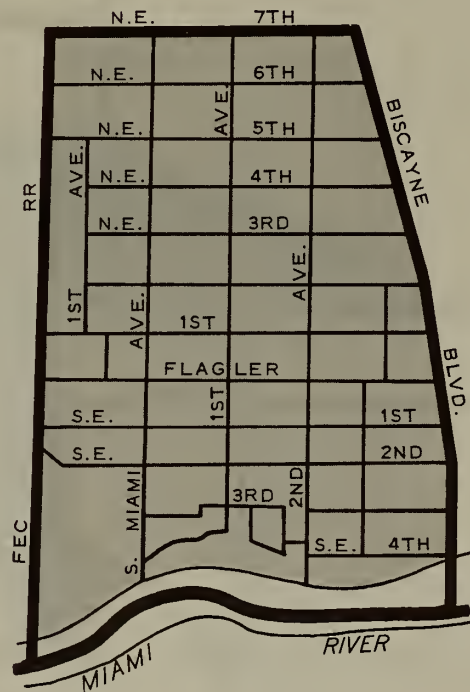 N.E. 7TH
N.E. 6TH
AVE.
N.E. 5TH
BISCAYNE
RR
AVE.
N.E. 4TH
N.E. 3RD
AVE.
1ST
AVE.
1ST
FLAGLER
BLVD.
1ST
S.E. 1ST
S.E. 2ND
MIAMI
2ND
3RD
FEC
S.
S.E. 4TH
MIAMI
RIVER